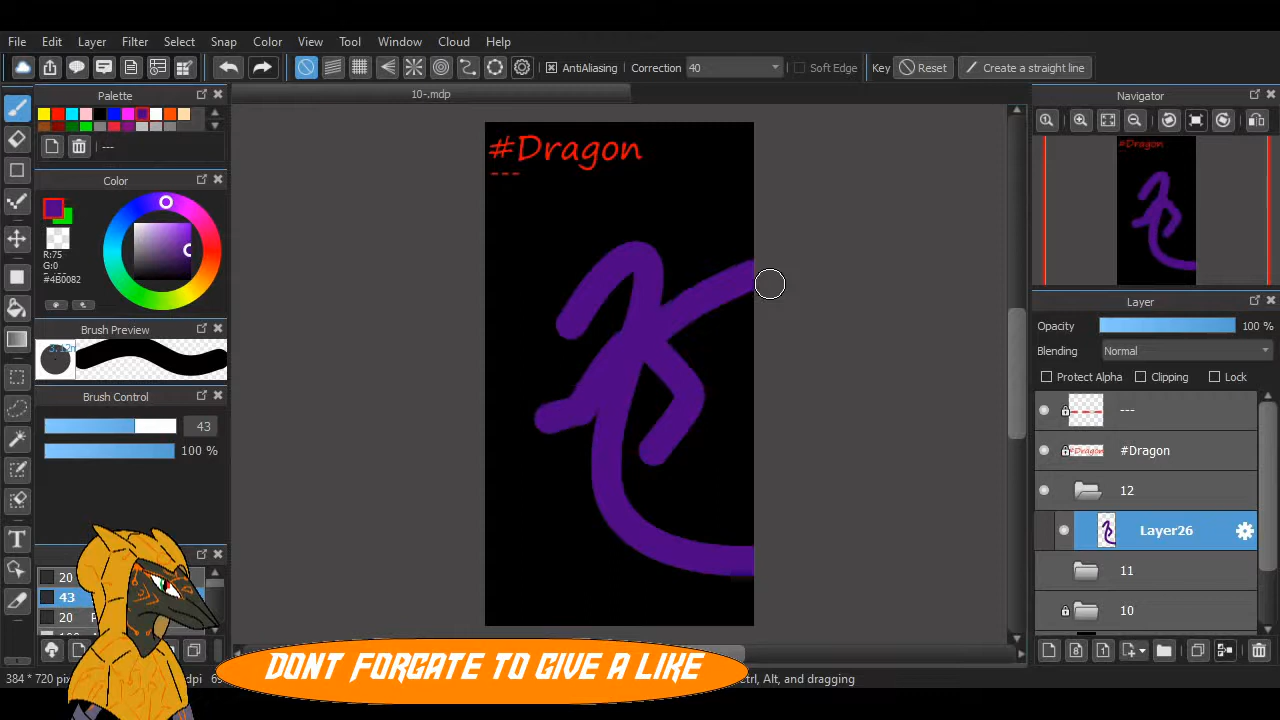 File Edit Layer Filter Select Snap Color View Tool Window Cloud Help
AntiAliasing Correction 40 Soft Edge Key Reset Create a straight line
Palette
10-.mdp
Navigator
---
#Dragon
---
#Dragon
Color
R:75
G:0
#4B0082
Brush Preview
Brush Control
43
100 %
Layer
Opacity 100 %
Blending Normal
Protect Alpha Clipping Lock
---
#Dragon
12
Layer26
11
10
20
43
20
DONT FORGATE TO GIVE A LIKE
384 * 720
Alt, and dragging